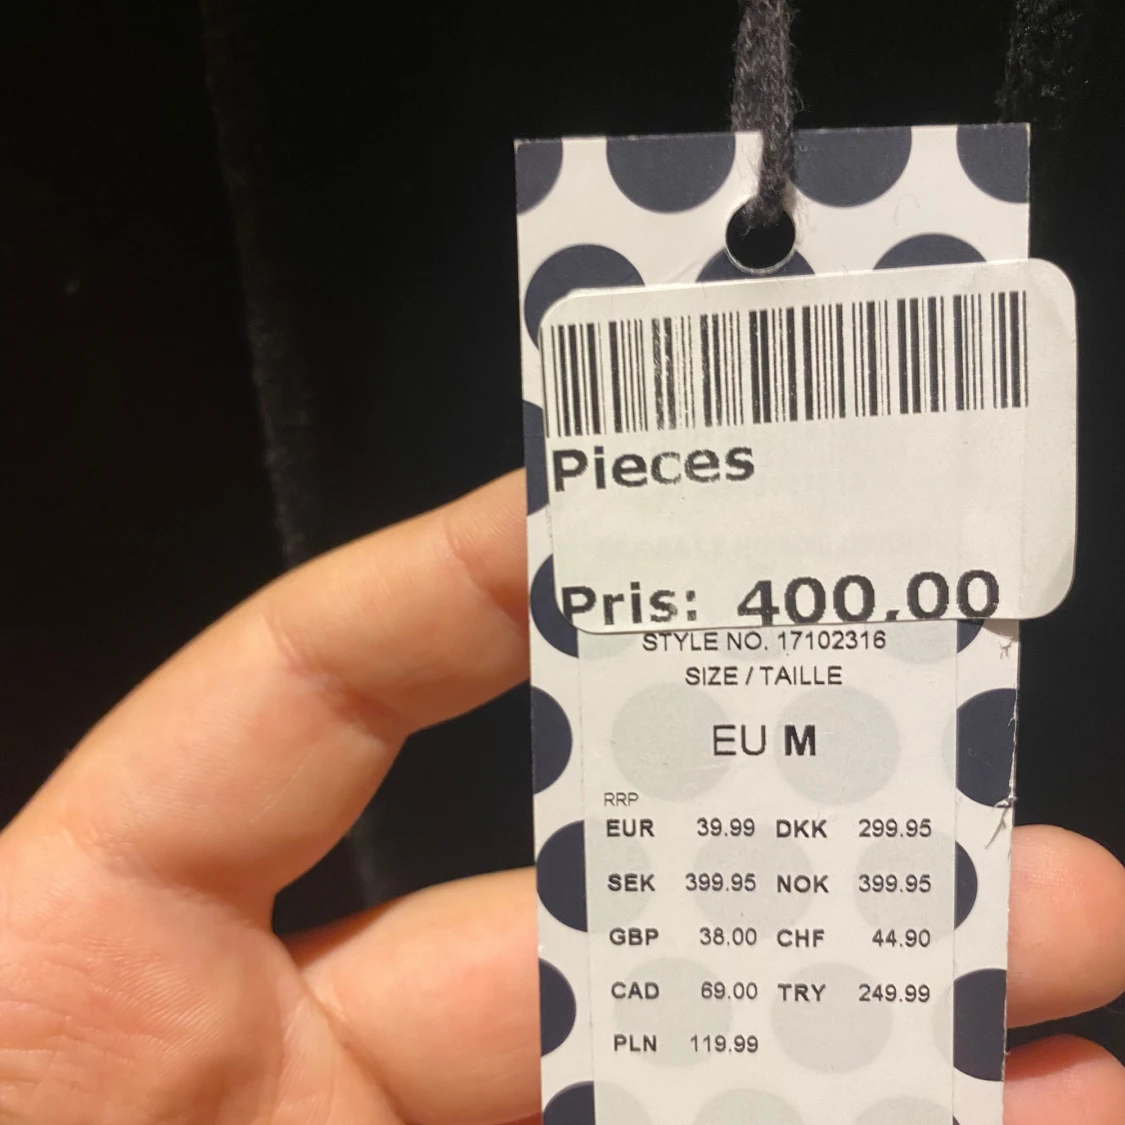 Pieces
Pris: 400,00
STYLE NO. 17102316
SIZE / TAILLE
EU M
RRP
EUR 39.99 DKK 299.95
SEK 399.95 NOK 399.95
GBP 38.00 CHF 44.90
CAD 69.00 TRY 249.99
PLN 119.99